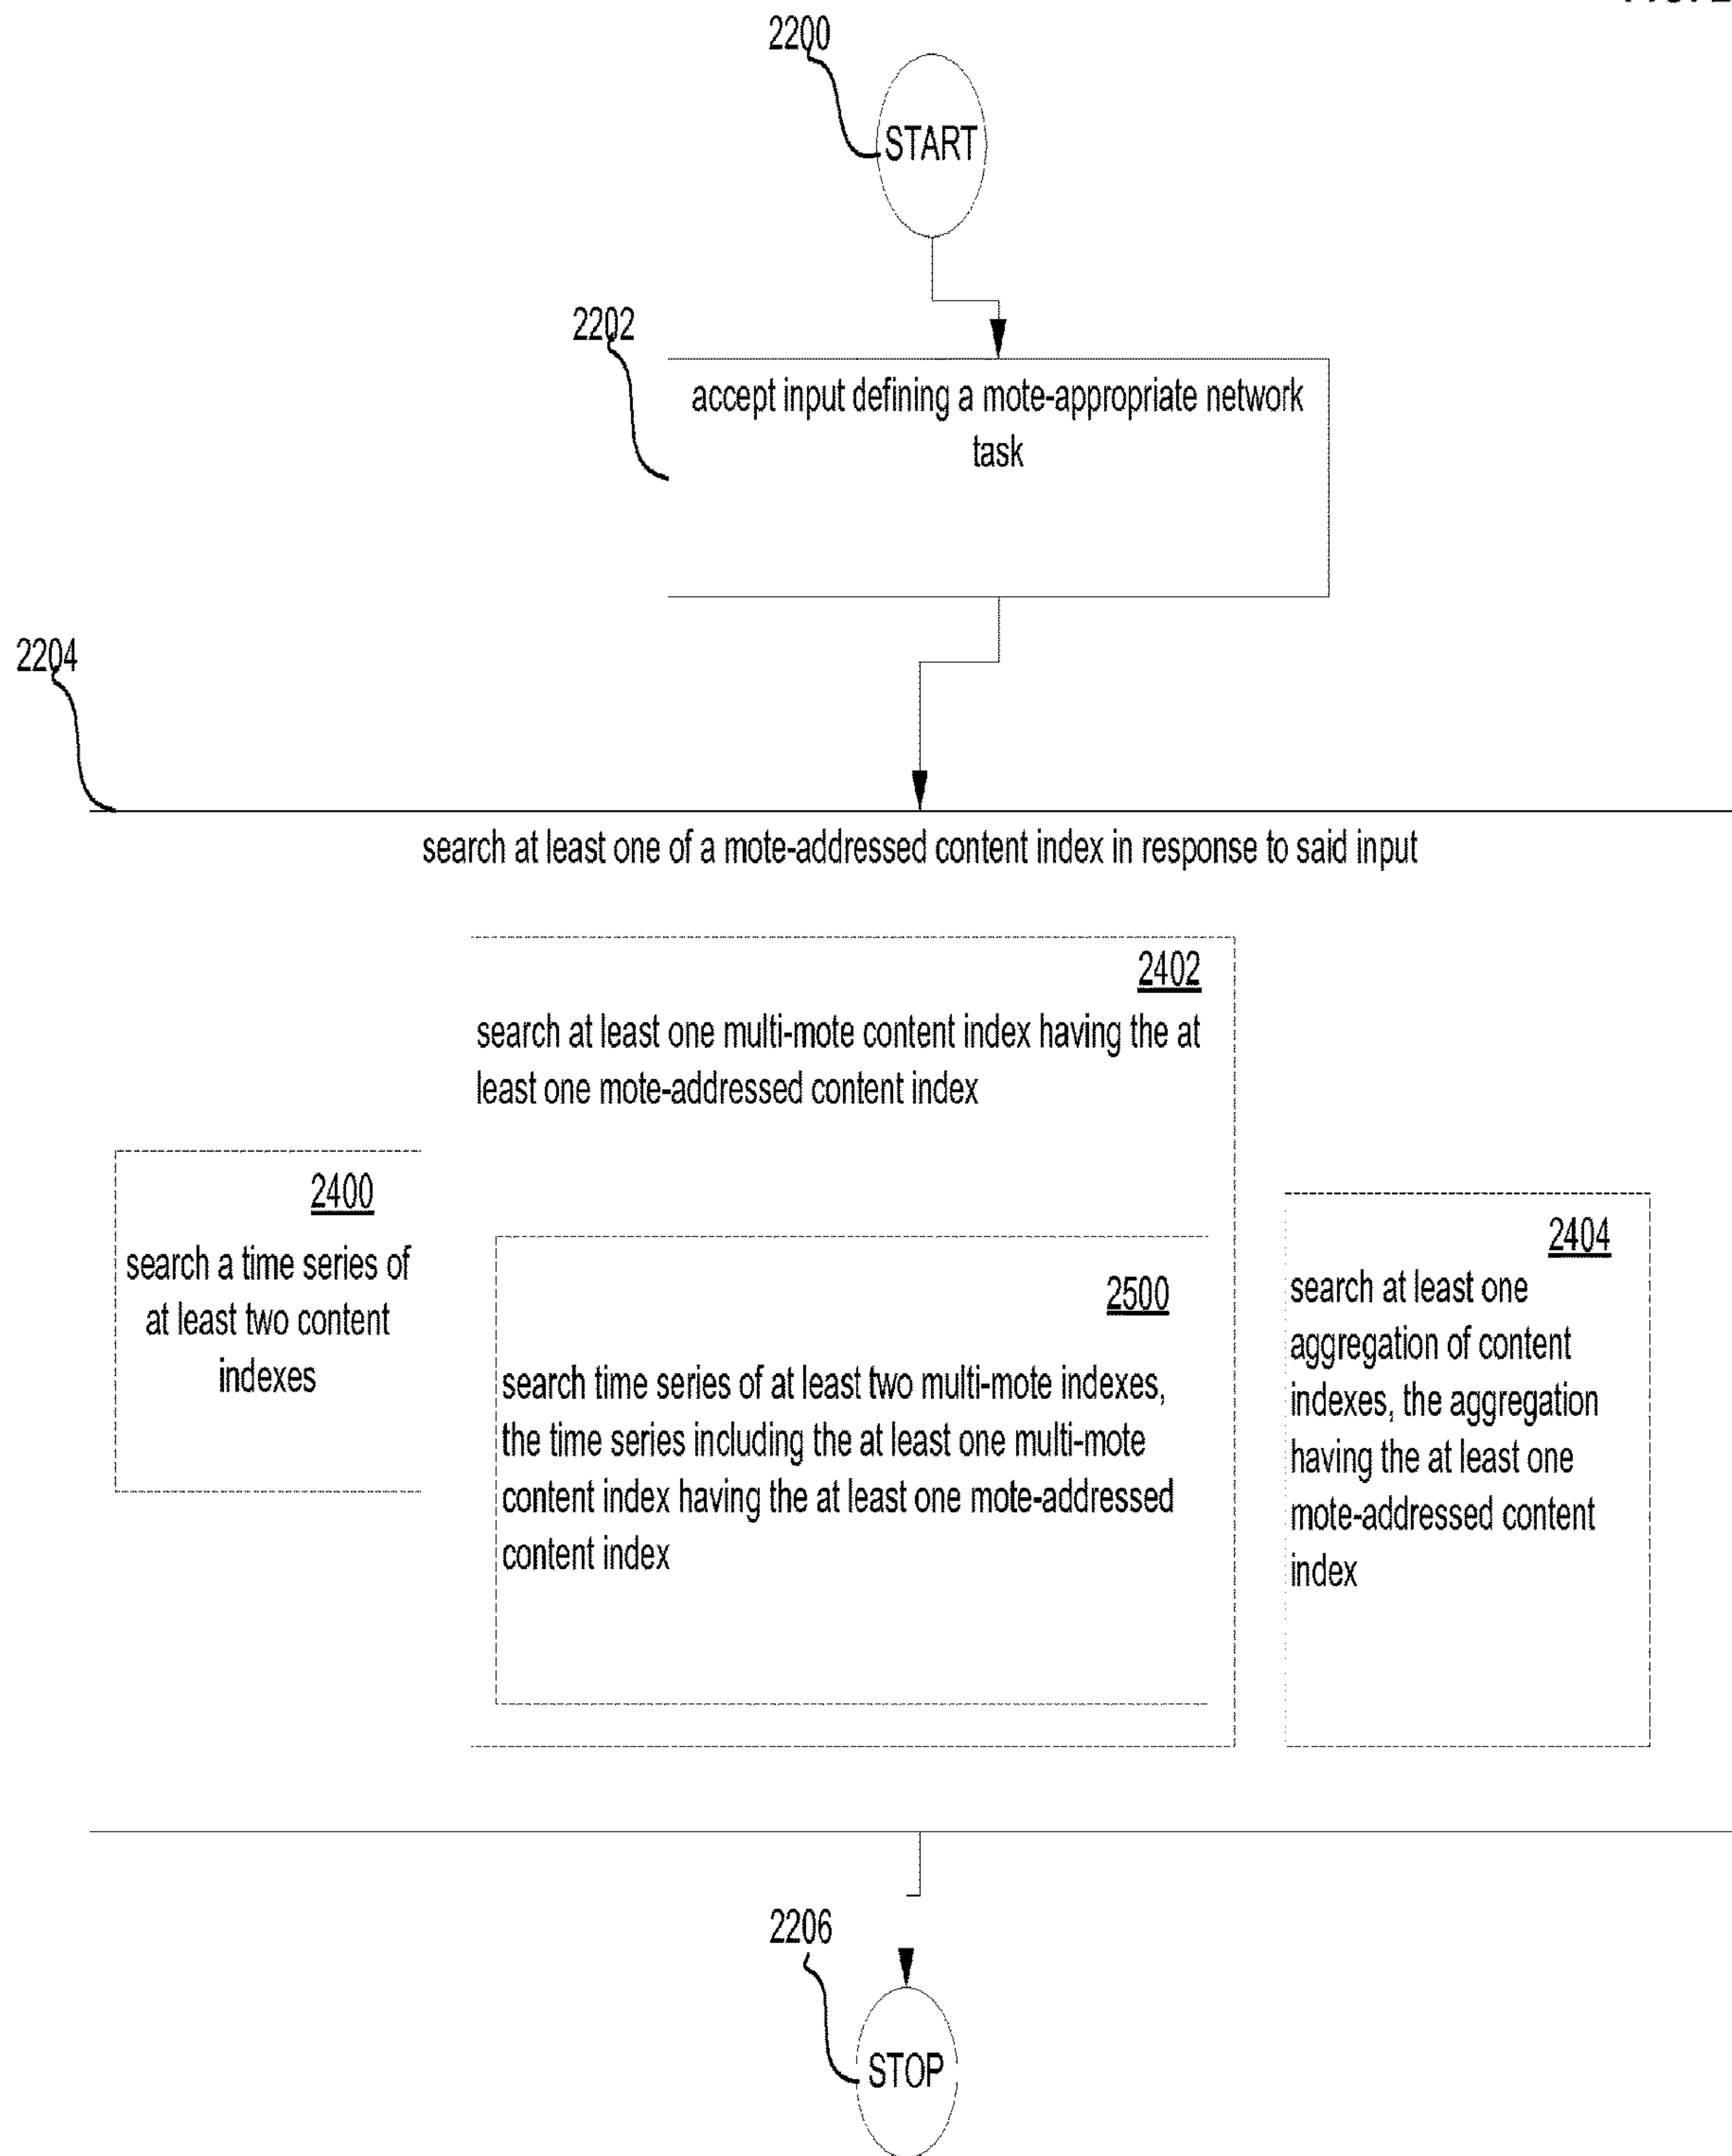 2200
START
2202
accept input defining a mote-appropriate network
task
2204
search at least one of a mote-addressed content index in response to said input
2402
search at least one multi-mote content index having the at
least one mote-addressed content index
2400
search a time series of
at least two content
indexes
2500
search time series of at least two multi-mote indexes,
the time series including the at least one multi-mote
content index having the at least one mote-addressed
content index
2404
search at least one
aggregation of content
indexes, the aggregation
having the at least one
mote-addressed content
index
2206
STOP